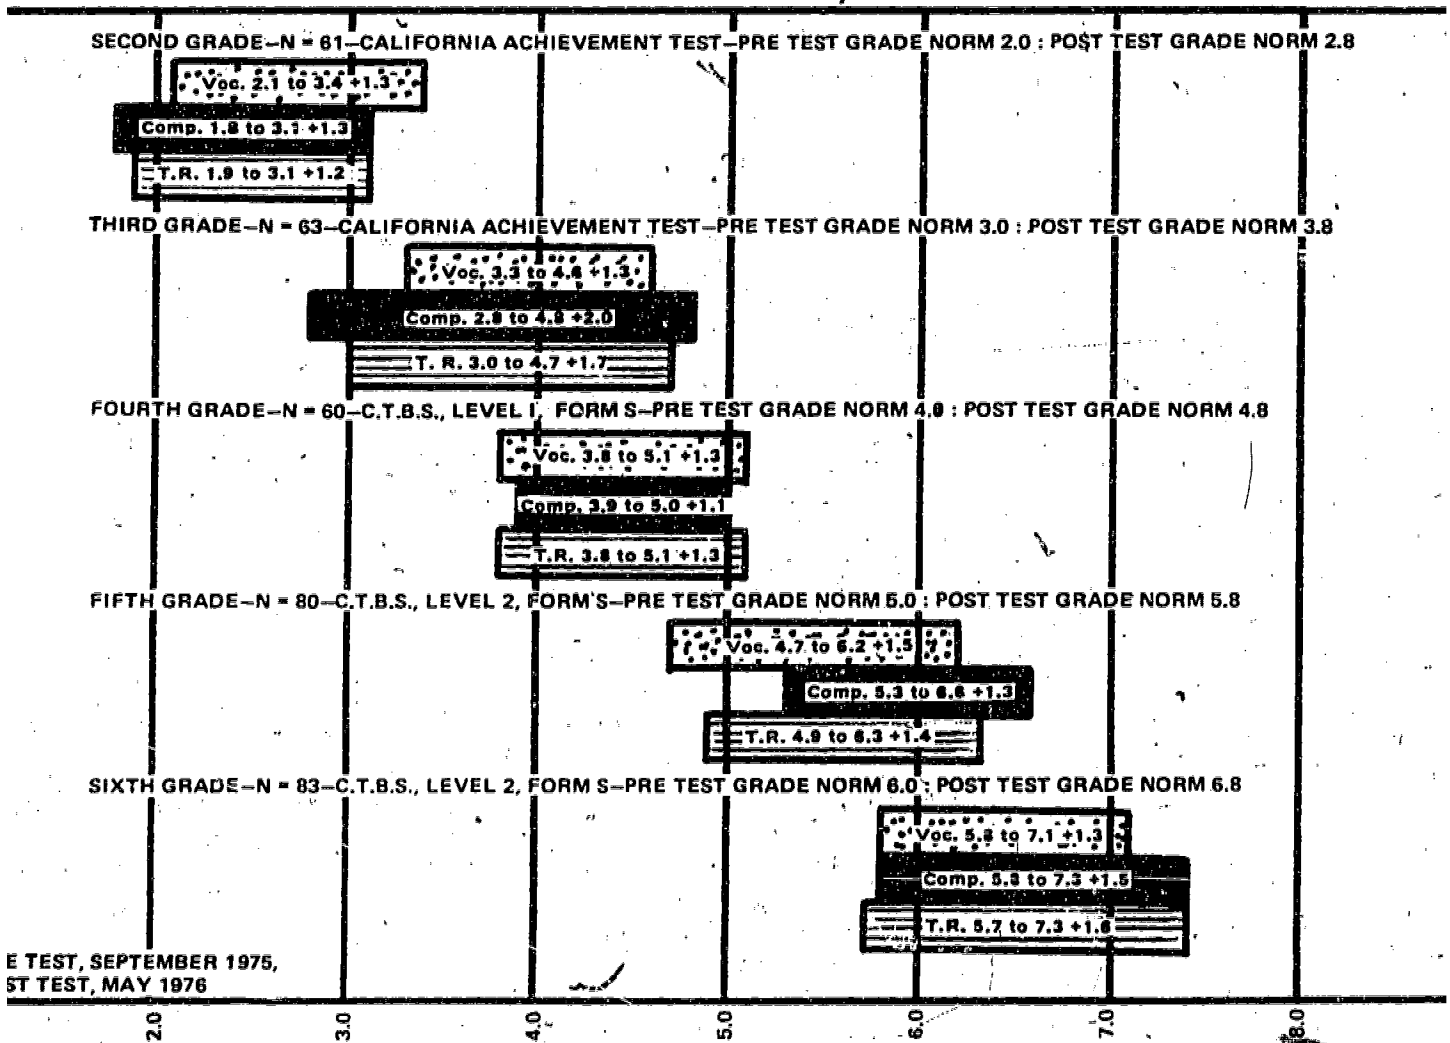 SECOND GRADE—N = 61—CALIFORNIA ACHIEVEMENT TEST—PRE TEST GRADE NORM 2.0 : POST TEST GRADE NORM 2.8
Voc. 2.1 to 3.4 +1.3
Comp. 1.8 to 3.1 +1.3
T.R. 1.9 to 3.1 +1.2
THIRD GRADE—N = 63—CALIFORNIA ACHIEVEMENT TEST—PRE TEST GRADE NORM 3.0 : POST TEST GRADE NORM 3.8
Voc. 3.3 to 4.6 +1.3
Comp. 2.8 to 4.8 +2.0
T. R. 3.0 to 4.7 +1.7
FOURTH GRADE—N = 60—C.T.B.S., LEVEL I, FORM S—PRE TEST GRADE NORM 4.0 : POST TEST GRADE NORM 4.8
Voc. 3.8 to 5.1 +1.3
Comp. 3.9 to 5.0 +1.1
T.R. 3.8 to 5.1 +1.3
FIFTH GRADE—N = 80—C.T.B.S., LEVEL 2, FORM S—PRE TEST GRADE NORM 5.0 : POST TEST GRADE NORM 5.8
Voc. 4.7 to 6.2 +1.5
Comp. 5.3 to 6.6 +1.3
T.R. 4.9 to 6.3 +1.4
SIXTH GRADE—N = 83—C.T.B.S., LEVEL 2, FORM S—PRE TEST GRADE NORM 6.0 : POST TEST GRADE NORM 6.8
Voc. 5.8 to 7.1 +1.3
Comp. 5.8 to 7.3 +1.5
T.R. 5.7 to 7.3 +1.6
E TEST, SEPTEMBER 1975,
ST TEST, MAY 1976
2.0 3.0 4.0 5.0 6.0 7.0 8.0